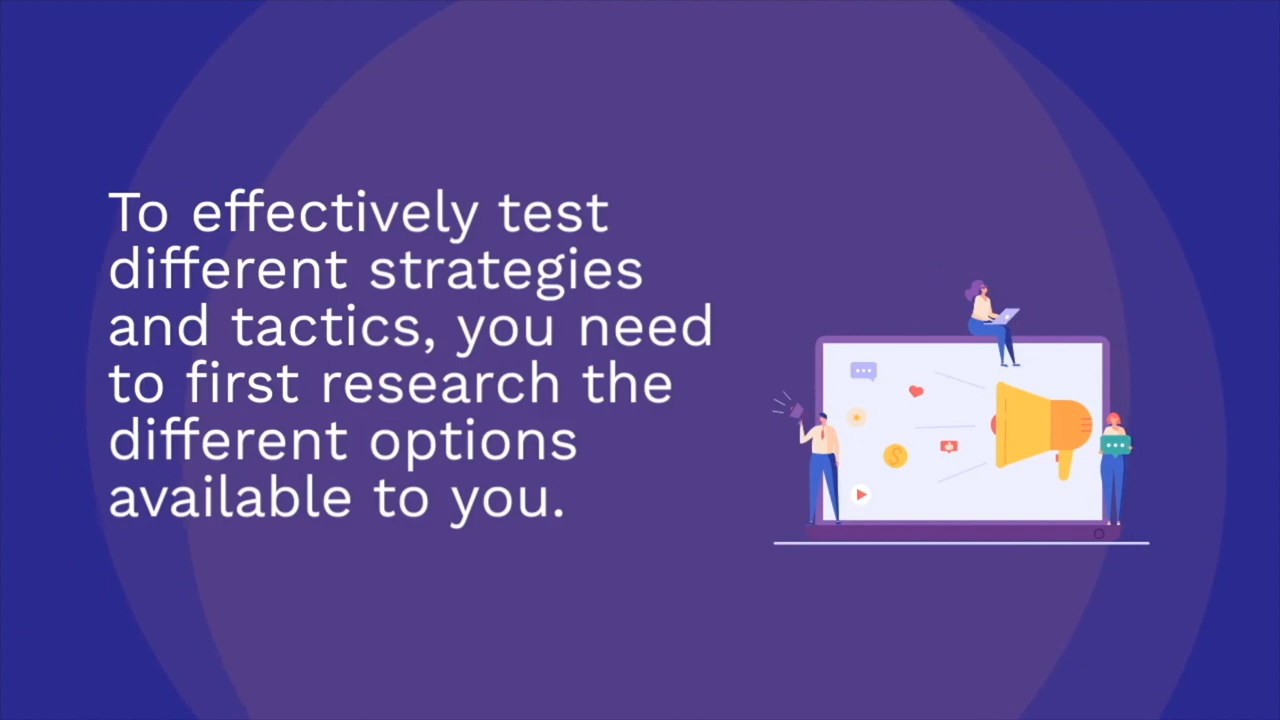 To effectively test
different strategies
and tactics, you need
to first research the
different options
available to you.